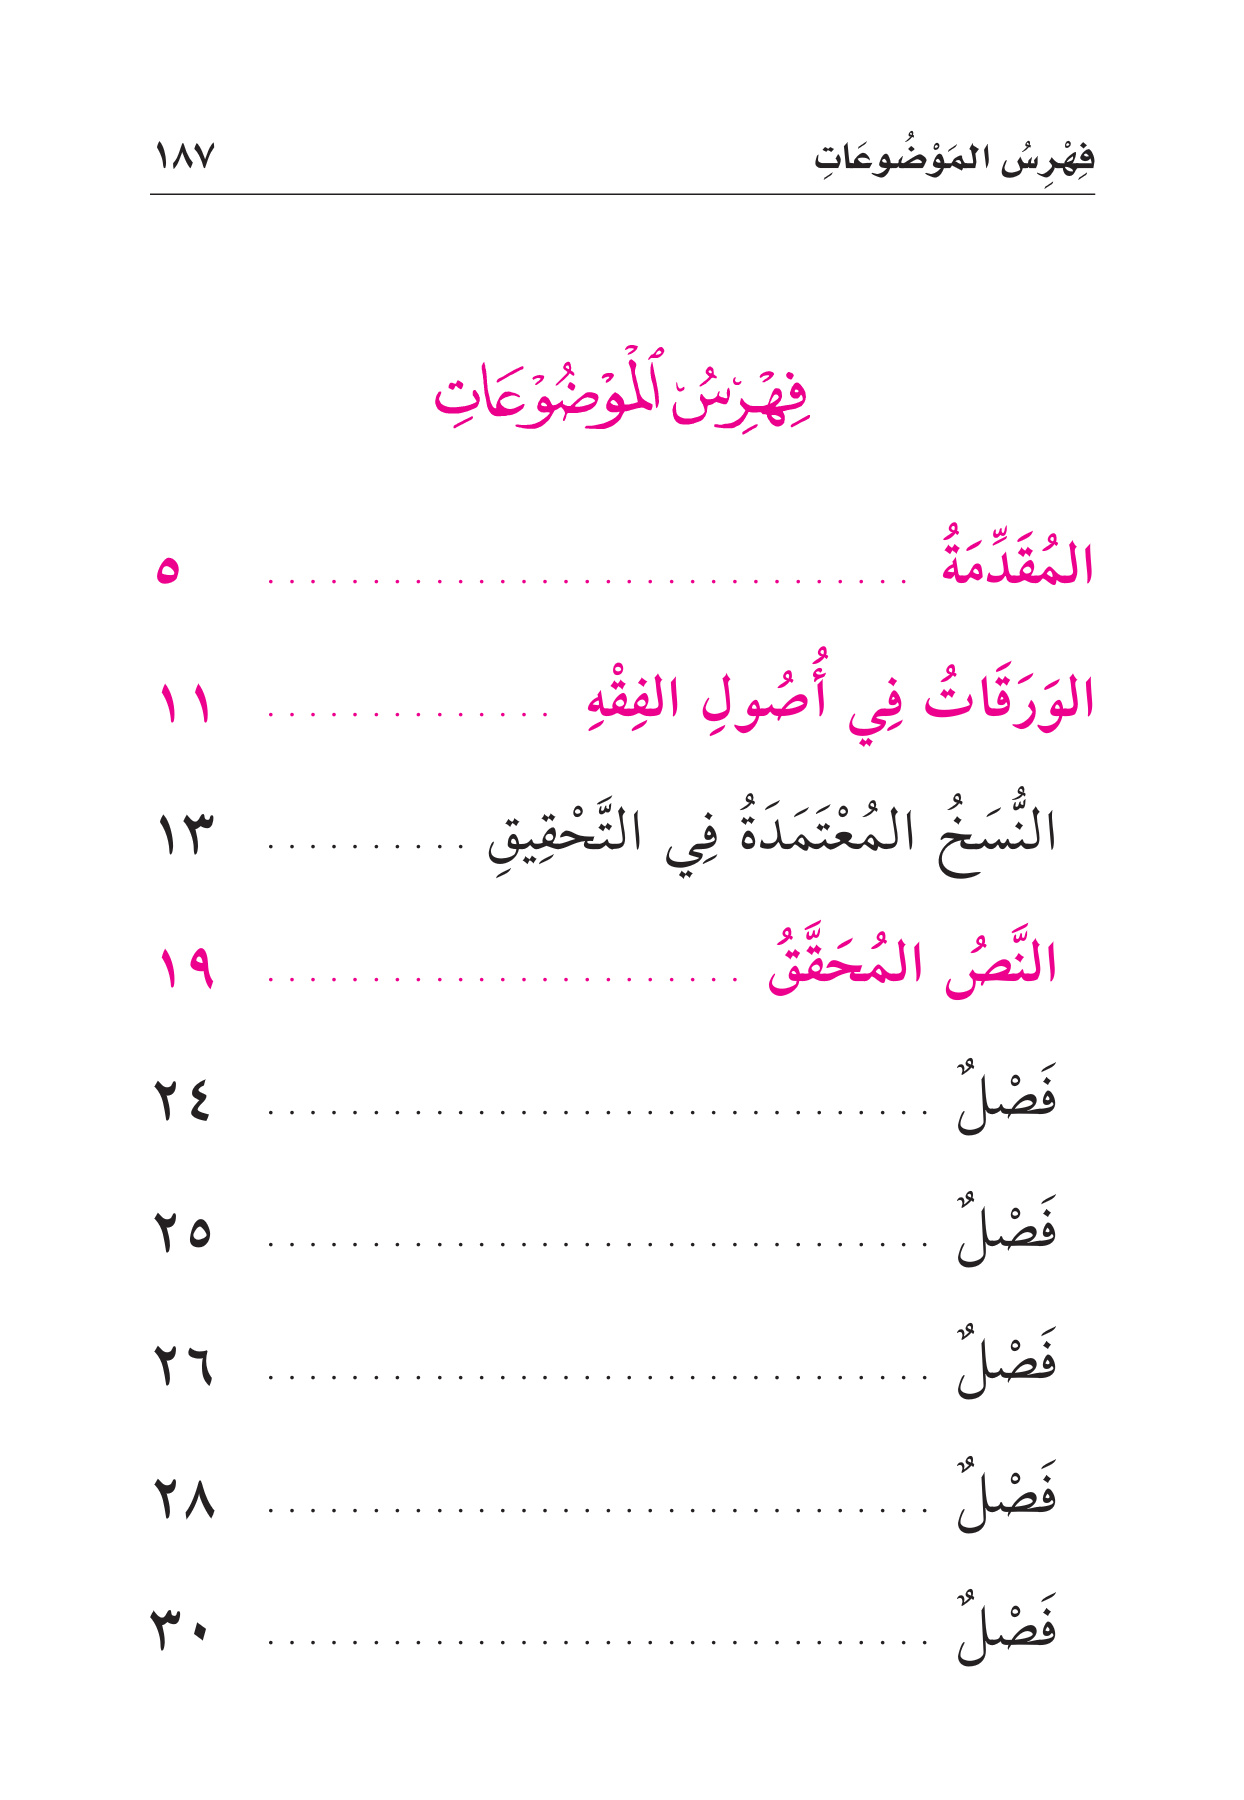 فِهْرِسُ المَوْضُوعَاتِ ١٨٧
فِهْرِسُ ٱلْمَوْضُوْعَاتِ
المُقَدِّمَةُ . . . . . . . . . . . . . . . . . . . . . . . . . . . . . . . ٥
الوَرَقَاتُ فِي أُصُولِ الفِقْهِ . . . . . . . . . . . . . . ١١
النُّسَخُ المُعْتَمَدَةُ فِي التَّحْقِيقِ . . . . . . . . . . ١٣
النَّصُ المُحَقَّقُ . . . . . . . . . . . . . . . . . . . . . . . ١٩
فَصْلٌ . . . . . . . . . . . . . . . . . . . . . . . . . . . . . . . . ٢٤
فَصْلٌ . . . . . . . . . . . . . . . . . . . . . . . . . . . . . . . . ٢٥
فَصْلٌ . . . . . . . . . . . . . . . . . . . . . . . . . . . . . . . . ٢٦
فَصْلٌ . . . . . . . . . . . . . . . . . . . . . . . . . . . . . . . . ٢٨
فَصْلٌ . . . . . . . . . . . . . . . . . . . . . . . . . . . . . . . . ٣٠